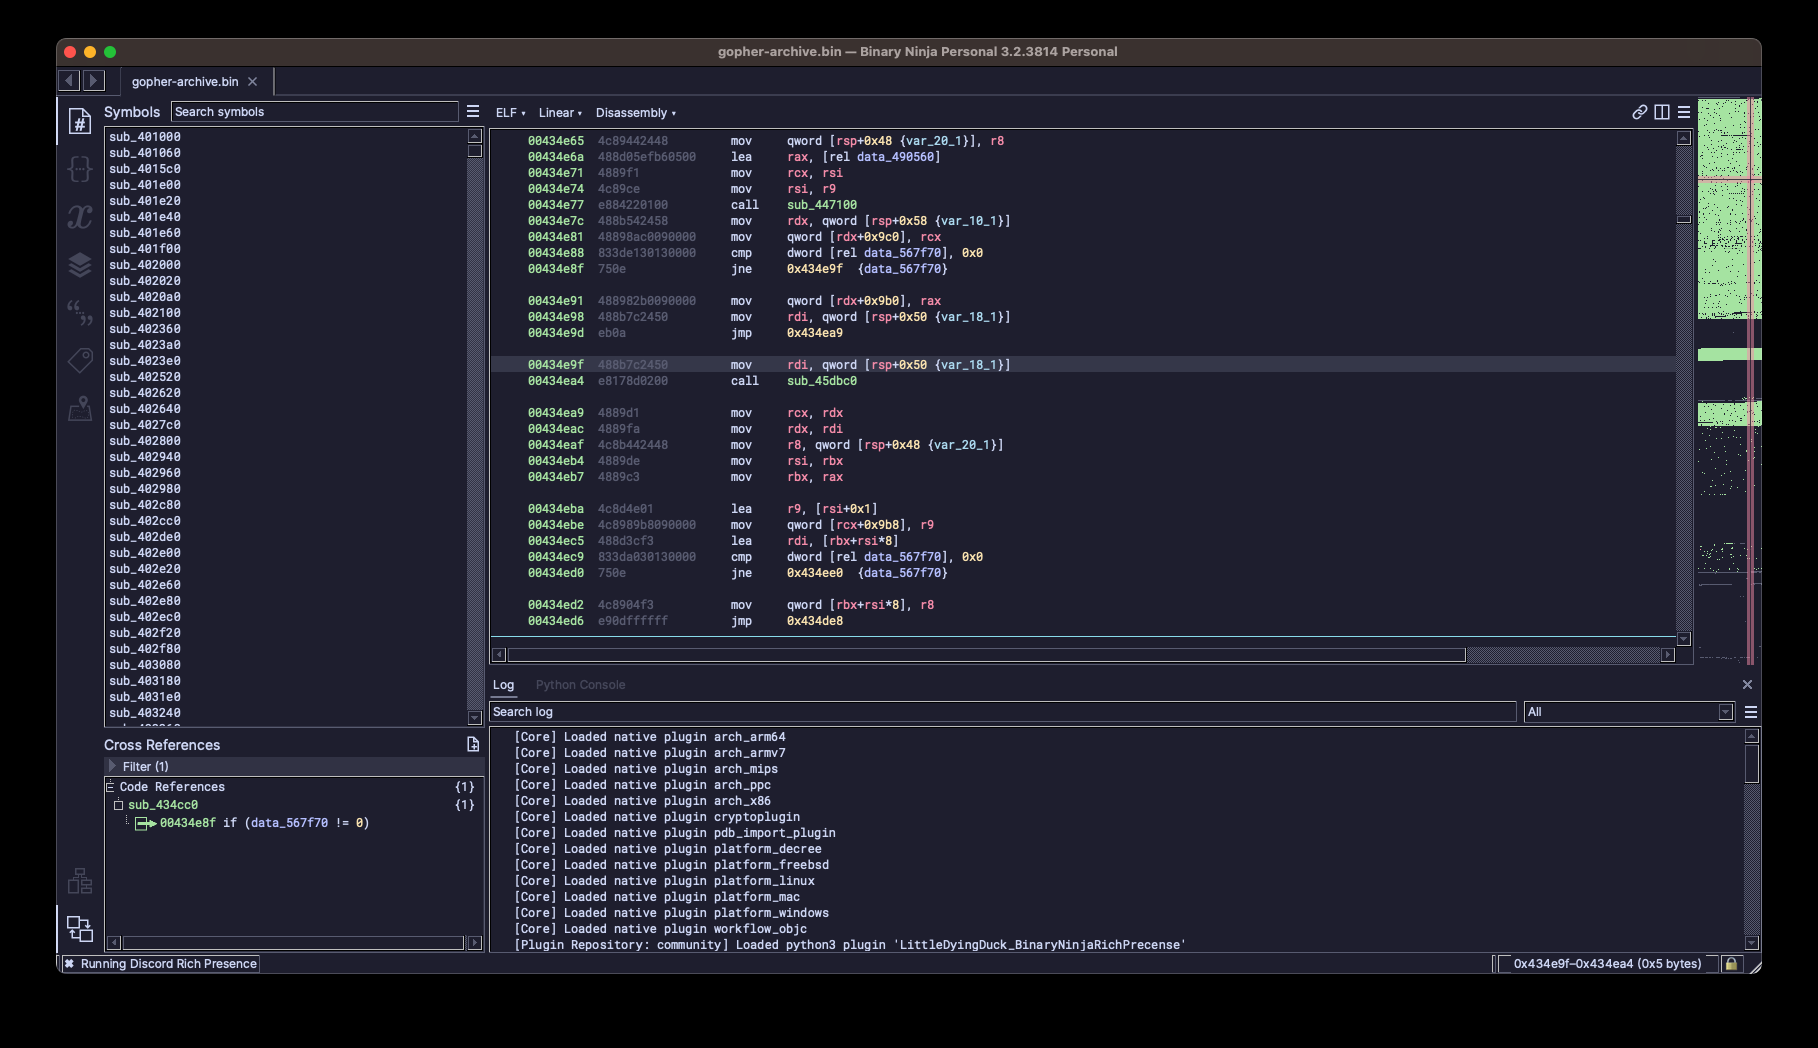 gopher-archive.bin — Binary Ninja Personal 3.2.3814 Personal
gopher-archive.bin
Symbols
Search symbols
sub_401000
sub_401060
sub_4015c0
sub_401e00
sub_401e20
sub_401e40
sub_401e60
sub_401f00
sub_402000
sub_402020
sub_4020a0
sub_402100
sub_402360
sub_4023a0
sub_4023e0
sub_402520
sub_402620
sub_402640
sub_4027c0
sub_402800
sub_402940
sub_402960
sub_402980
sub_402c80
sub_402cc0
sub_402de0
sub_402e00
sub_402e20
sub_402e60
sub_402e80
sub_402ec0
sub_402f20
sub_402f80
sub_403080
sub_403180
sub_4031e0
sub_403240
Cross References
Filter (1)
Code References {1}
sub_434cc0 {1}
00434e8f if (data_567f70 != 0)
ELF Linear Disassembly
00434e65 4c89442448 mov qword [rsp+0x48 {var_20_1}], r8
00434e6a 488d05efb60500 lea rax, [rel data_490560]
00434e71 4889f1 mov rcx, rsi
00434e74 4c89ce mov rsi, r9
00434e77 e884220100 call sub_447100
00434e7c 488b542458 mov rdx, qword [rsp+0x58 {var_10_1}]
00434e81 48898ac0090000 mov qword [rdx+0x9c0], rcx
00434e88 833de130130000 cmp dword [rel data_567f70], 0x0
00434e8f 750e jne 0x434e9f {data_567f70}
00434e91 488982b0090000 mov qword [rdx+0x9b0], rax
00434e98 488b7c2450 mov rdi, qword [rsp+0x50 {var_18_1}]
00434e9d eb0a jmp 0x434ea9
00434e9f 488b7c2450 mov rdi, qword [rsp+0x50 {var_18_1}]
00434ea4 e8178d0200 call sub_45dbc0
00434ea9 4889d1 mov rcx, rdx
00434eac 4889fa mov rdx, rdi
00434eaf 4c8b442448 mov r8, qword [rsp+0x48 {var_20_1}]
00434eb4 4889de mov rsi, rbx
00434eb7 4889c3 mov rbx, rax
00434eba 4c8d4e01 lea r9, [rsi+0x1]
00434ebe 4c8989b8090000 mov qword [rcx+0x9b8], r9
00434ec5 488d3cf3 lea rdi, [rbx+rsi*8]
00434ec9 833da030130000 cmp dword [rel data_567f70], 0x0
00434ed0 750e jne 0x434ee0 {data_567f70}
00434ed2 4c8904f3 mov qword [rbx+rsi*8], r8
00434ed6 e90dffffff jmp 0x434de8
Log Python Console
Search log
All
[Core] Loaded native plugin arch_arm64
[Core] Loaded native plugin arch_armv7
[Core] Loaded native plugin arch_mips
[Core] Loaded native plugin arch_ppc
[Core] Loaded native plugin arch_x86
[Core] Loaded native plugin cryptoplugin
[Core] Loaded native plugin pdb_import_plugin
[Core] Loaded native plugin platform_decree
[Core] Loaded native plugin platform_freebsd
[Core] Loaded native plugin platform_linux
[Core] Loaded native plugin platform_mac
[Core] Loaded native plugin platform_windows
[Core] Loaded native plugin workflow_objc
[Plugin Repository: community] Loaded python3 plugin 'LittleDyingDuck_BinaryNinjaRichPrecense'
Running Discord Rich Presence
0x434e9f–0x434ea4 (0x5 bytes)